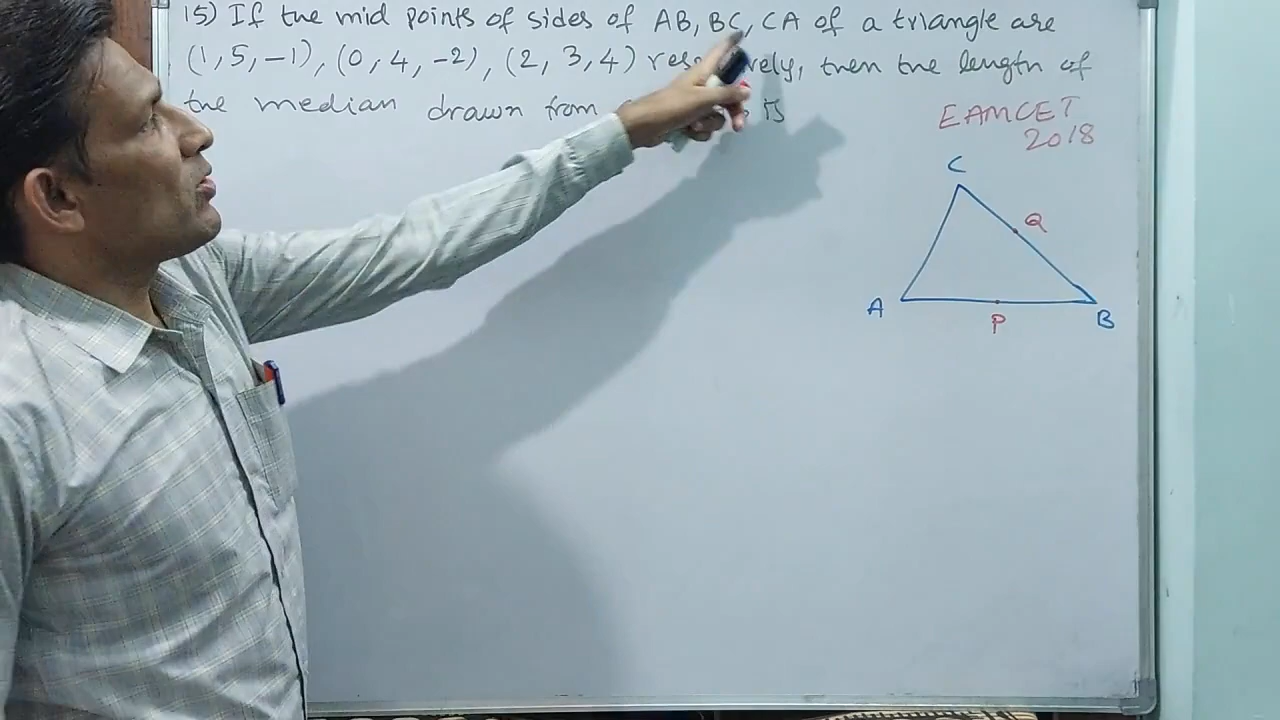 15) If the mid points of sides of AB, BC, CA of a triangle are
(1, 5, -1), (0, 4, -2), (2, 3, 4) then the length of
the median drawn from is
EAMCET
2018
C
Q
A
P
B